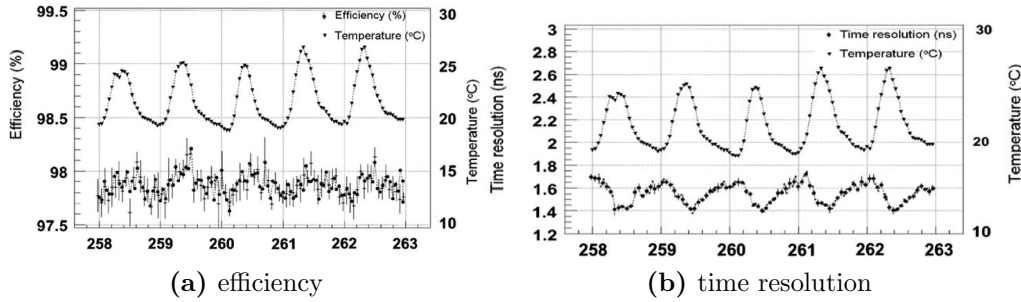 Efficiency (%)
Temperature (°C)
99.5
99
98.5
98
97.5
Efficiency (%)
30
25
20
15
10
Temperature (°C)
258 259 260 261 262 263
(a) efficiency
Time resolution (ns)
Temperature (°C)
3
2.8
2.6
2.4
2.2
2
1.8
1.6
1.4
1.2
Time resolution (ns)
30
20
10
Temperature (°C)
258 259 260 261 262 263
(b) time resolution